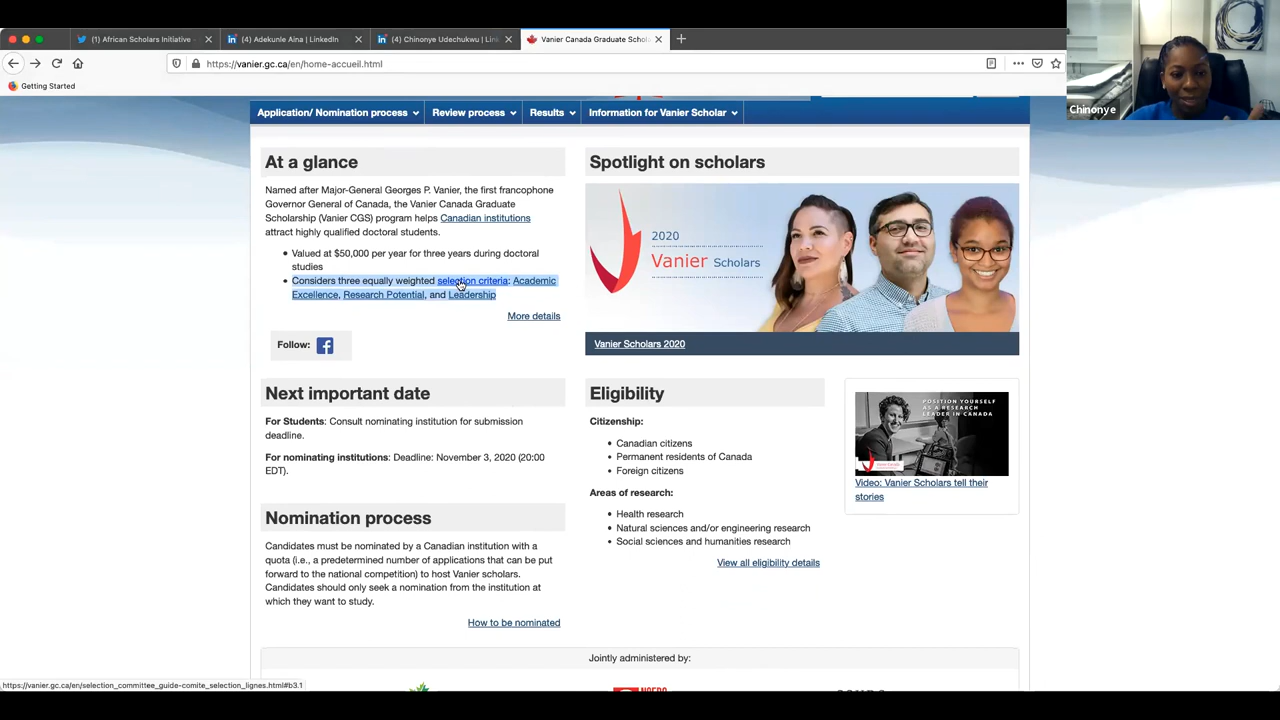 (1) African Scholars Initiative
(4) Adekunle Aina | LinkedIn
(4) Chinonye Udechukwu | Lin
Vanier Canada Graduate Schol
https://vanier.gc.ca/en/home-accueil.html
Getting Started
Chinonye
Application/ Nomination process
Review process
Results
Information for Vanier Scholar
At a glance
Named after Major-General Georges P. Vanier, the first francophone
Governor General of Canada, the Vanier Canada Graduate
Scholarship (Vanier CGS) program helps Canadian institutions
attract highly qualified doctoral students.
Valued at $50,000 per year for three years during doctoral
studies
Considers three equally weighted selection criteria: Academic
Excellence, Research Potential, and Leadership
More details
Follow:
Spotlight on scholars
2020
Vanier Scholars
Vanier Scholars 2020
Next important date
For Students: Consult nominating institution for submission
deadline.
For nominating institutions: Deadline: November 3, 2020 (20:00
EDT).
Nomination process
Candidates must be nominated by a Canadian institution with a
quota (i.e., a predetermined number of applications that can be put
forward to the national competition) to host Vanier scholars.
Candidates should only seek a nomination from the institution at
which they want to study.
How to be nominated
Eligibility
Citizenship:
Canadian citizens
Permanent residents of Canada
Foreign citizens
Areas of research:
Health research
Natural sciences and/or engineering research
Social sciences and humanities research
View all eligibility details
POSITION YOURSELF
AS A RESEARCH
LEADER IN CANADA
Video: Vanier Scholars tell their
stories
Jointly administered by:
https://vanier.gc.ca/en/selection_committee_guide-comite_selection_lignes.html#b3.1